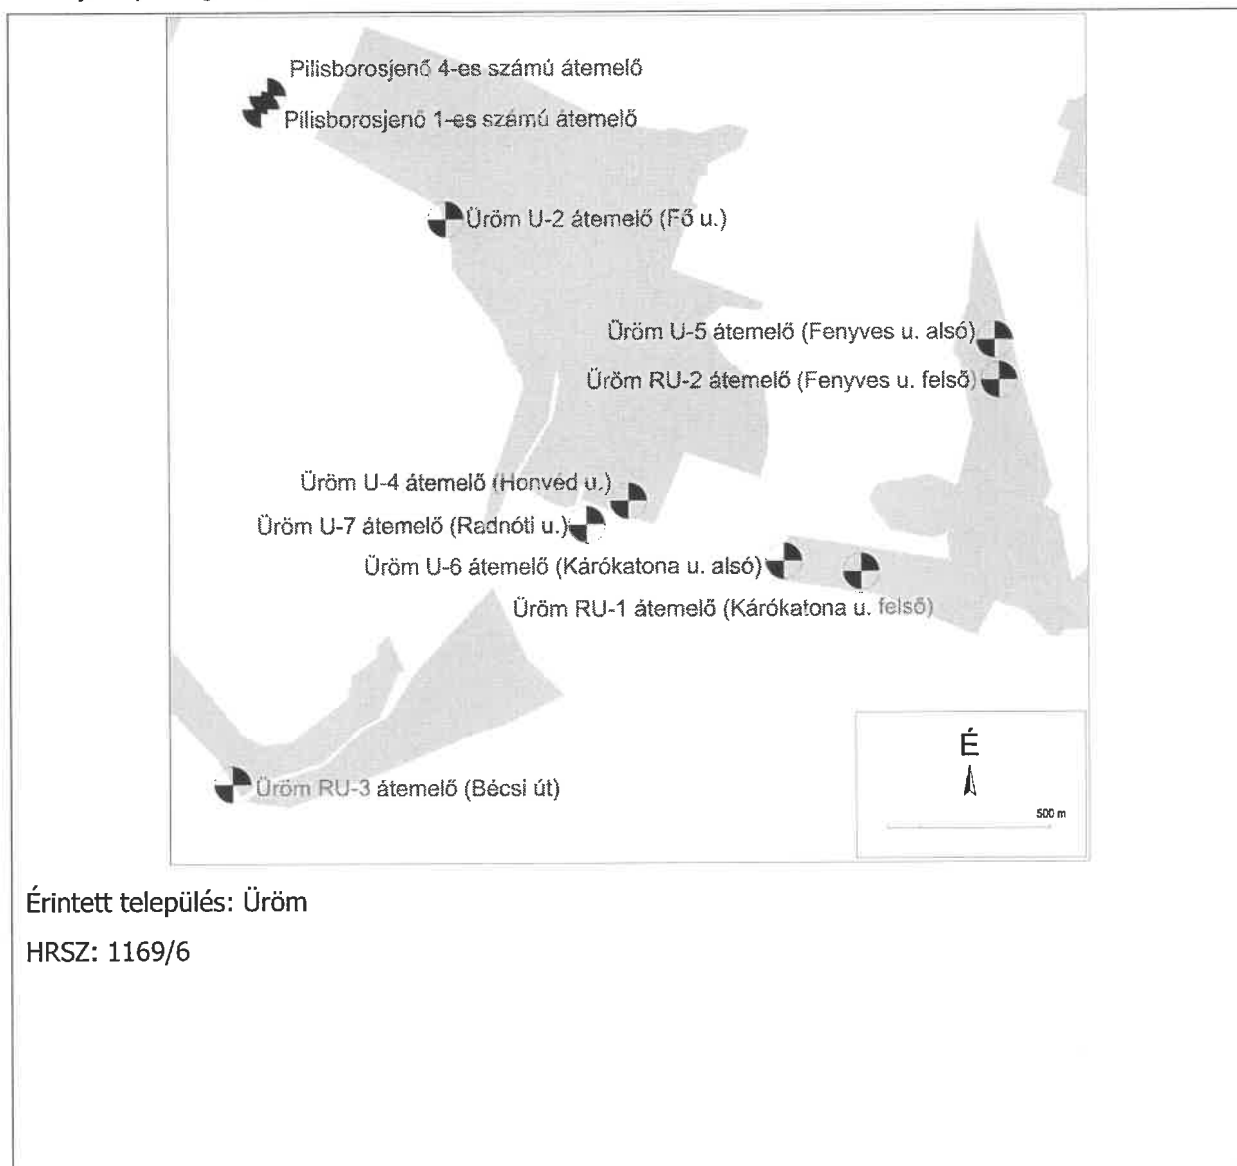 Pilisborosjenő 4-es számú átemelő
Pilisborosjenő 1-es számú átemelő
Üröm U-2 átemelő (Fő u.)
Üröm U-5 átemelő (Fenyves u. alsó)
Üröm RU-2 átemelő (Fenyves u. felső)
Üröm U-4 átemelő (Honvéd u.)
Üröm U-7 átemelő (Radnóti u.)
Üröm U-6 átemelő (Kárókatona u. alsó)
Üröm RU-1 átemelő (Kárókatona u. felső)
É
500 m
Üröm RU-3 átemelő (Bécsi út)
Érintett település: Üröm
HRSZ: 1169/6